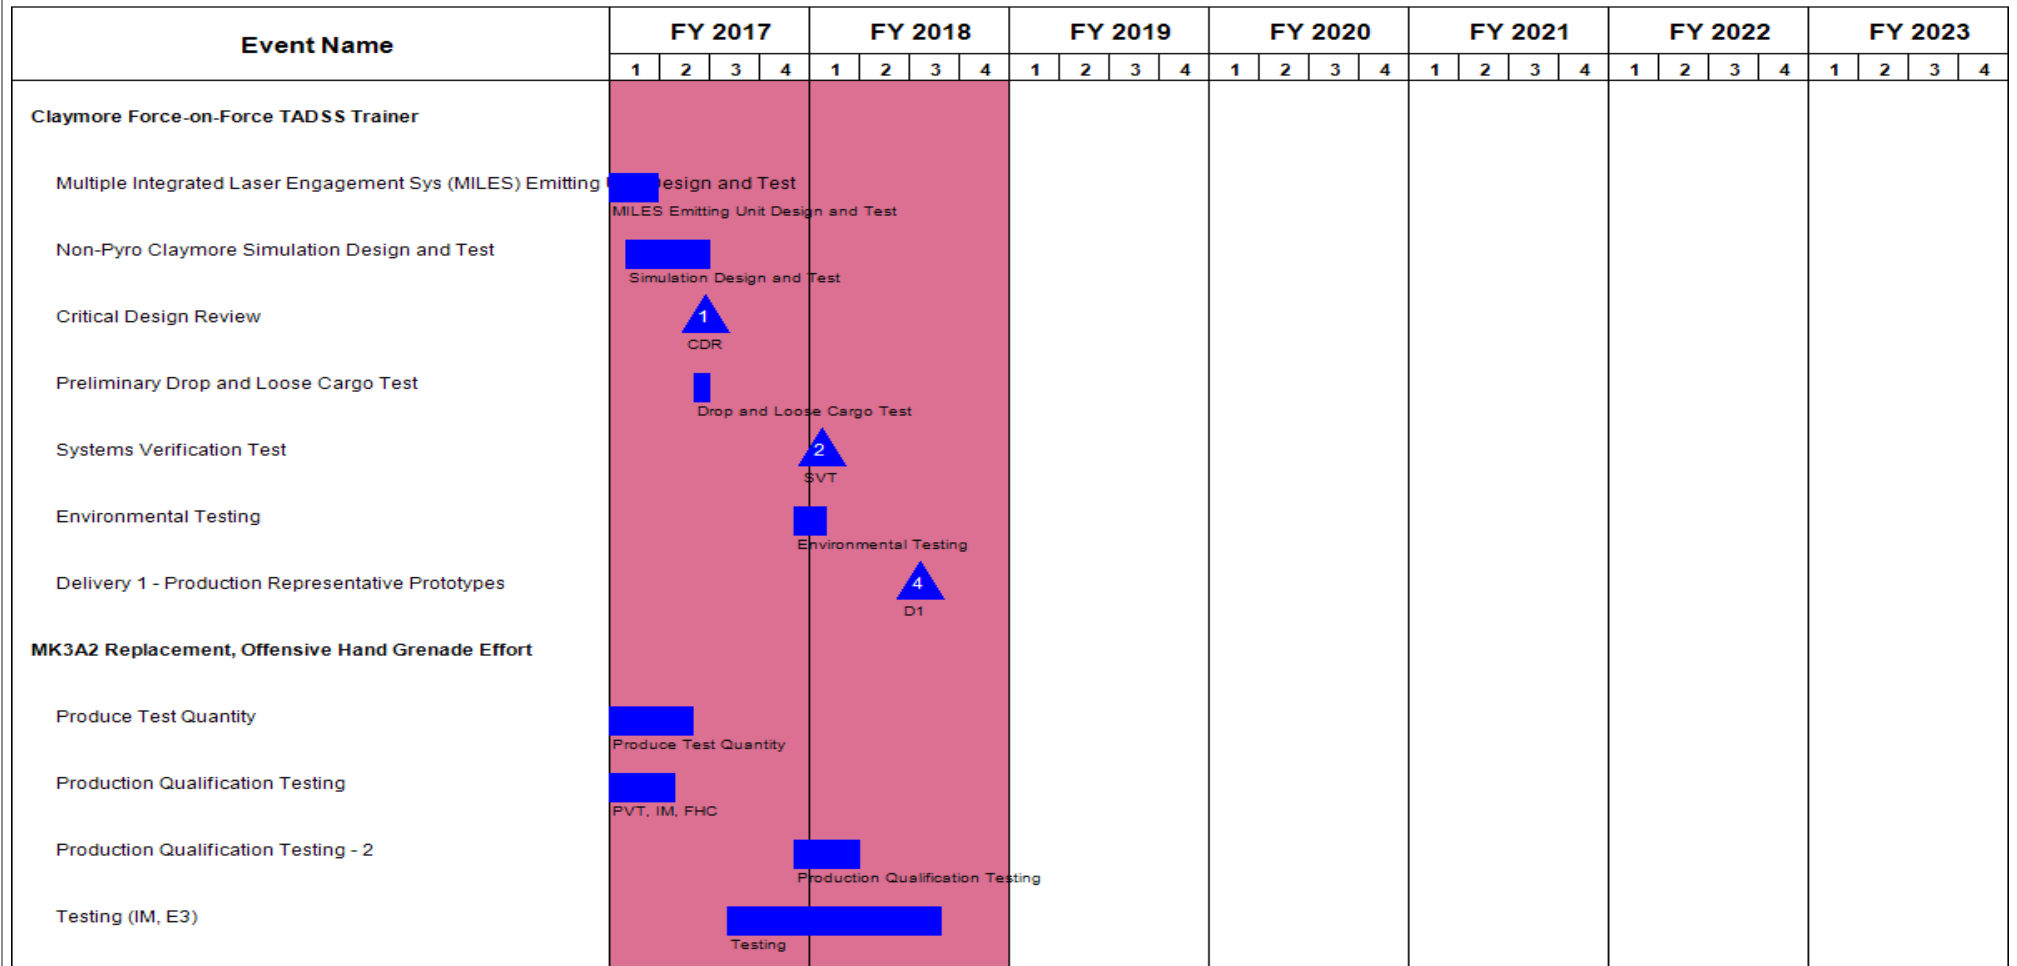 Event Name
FY 2017 FY 2018 FY 2019 FY 2020 FY 2021 FY 2022 FY 2023
1 2 3 4 1 2 3 4 1 2 3 4 1 2 3 4 1 2 3 4 1 2 3 4 1 2 3 4
Claymore Force-on-Force TADSS Trainer
Multiple Integrated Laser Engagement Sys (MILES) Emitting esign and Test
MILES Emitting Unit Design and Test
Non-Pyro Claymore Simulation Design and Test
Simulation Design and Test
Critical Design Review
1
CDR
Preliminary Drop and Loose Cargo Test
Drop and Loose Cargo Test
Systems Verification Test
2
SVT
Environmental Testing
Environmental Testing
Delivery 1 - Production Representative Prototypes
4
D1
MK3A2 Replacement, Offensive Hand Grenade Effort
Produce Test Quantity
Produce Test Quantity
Production Qualification Testing
PVT, IM, FHC
Production Qualification Testing - 2
Production Qualification Testing
Testing (IM, E3)
Testing